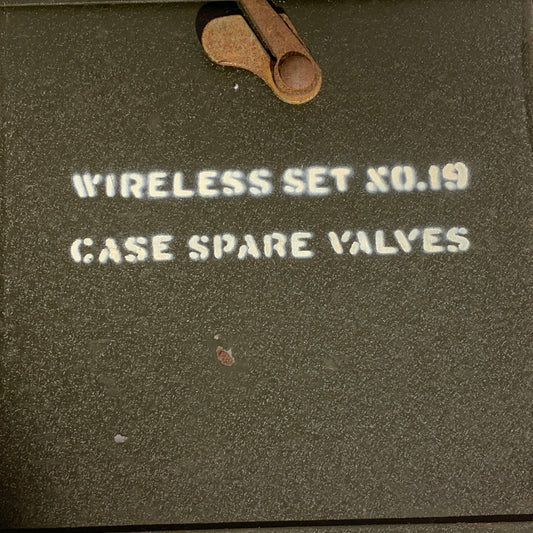 WIRELESS SET NO.19
CASE SPARE VALVES